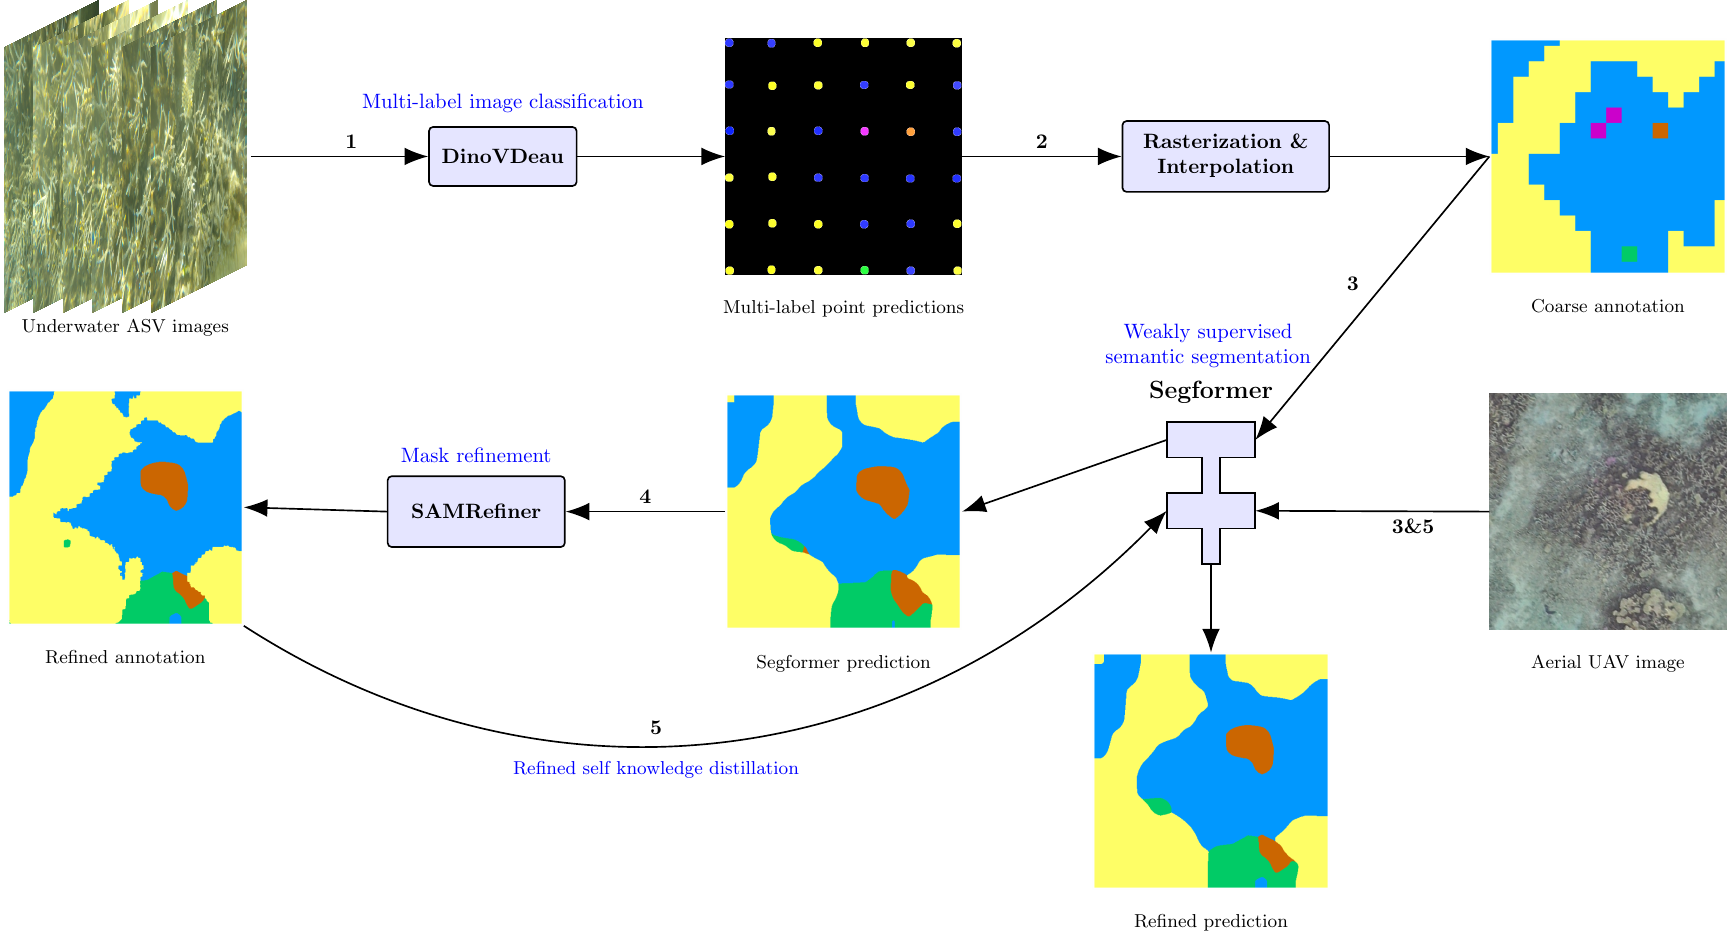 Multi-label image classification
1
DinoVDeau
2
Rasterization &
Interpolation
Underwater ASV images
Multi-label point predictions
Coarse annotation
3
Weakly supervised
semantic segmentation
Segformer
Mask refinement
SAMRefiner
4
3&5
Refined annotation
Segformer prediction
Aerial UAV image
5
Refined self knowledge distillation
Refined prediction